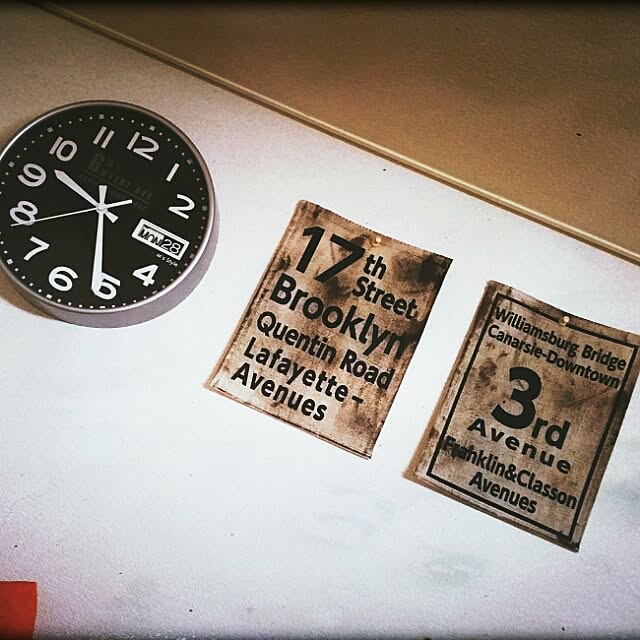 12
1
2
4
5
6
7
8
9
10
11
MON 28
17th
Street.
Brooklyn
Quentin Road
Lafayette-
Avenues
Williamsburg Bridge
Canarsie-Downtown
3rd
Avenue
Franklin&Classon
Avenues